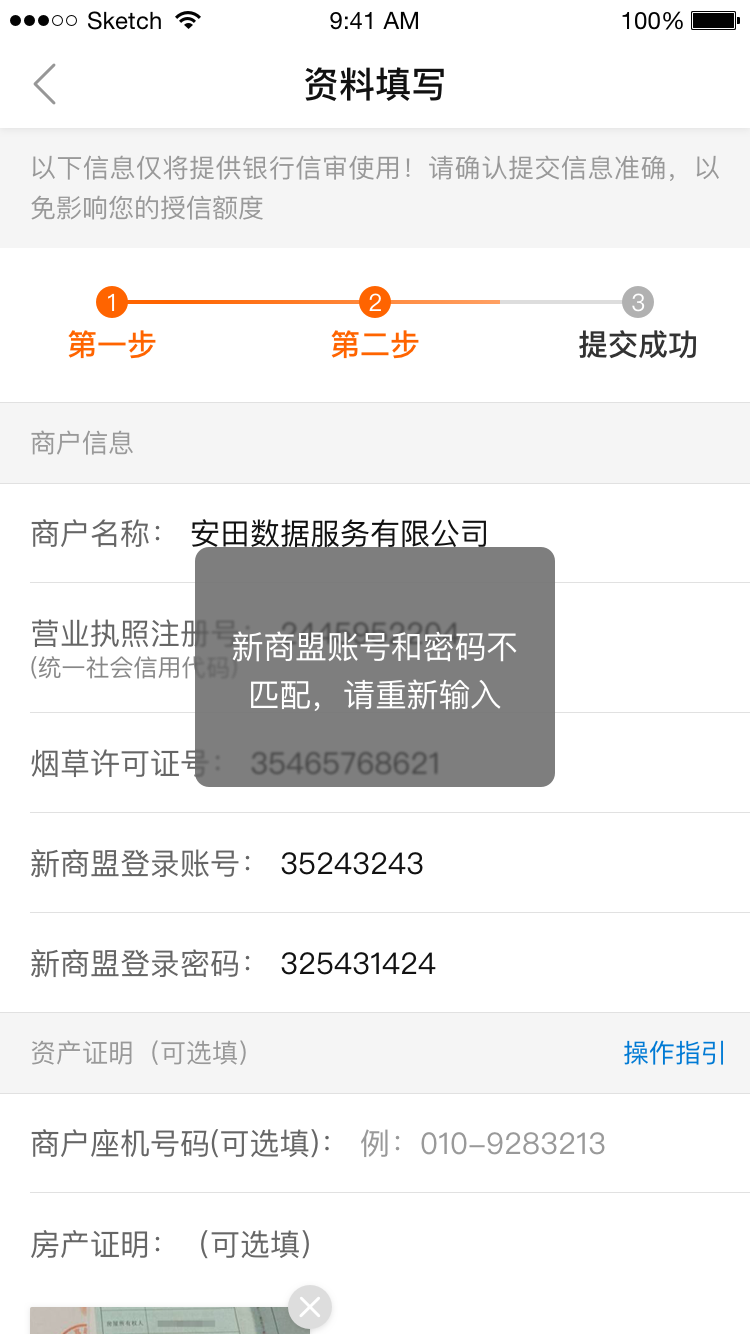 Sketch 9:41 AM 100%
资料填写
以下信息仅将提供银行信审使用！请确认提交信息准确，以
免影响您的授信额度
1 2 3
第一步 第二步 提交成功
商户信息
商户名称： 安田数据服务有限公司
营业执照注册号：
(统一社会信用代码)
新商盟账号和密码不
匹配，请重新输入
烟草许可证号： 35465768621
新商盟登录账号： 35243243
新商盟登录密码： 325431424
资产证明（可选填） 操作指引
商户座机号码(可选填)： 例：010-9283213
房产证明： （可选填）